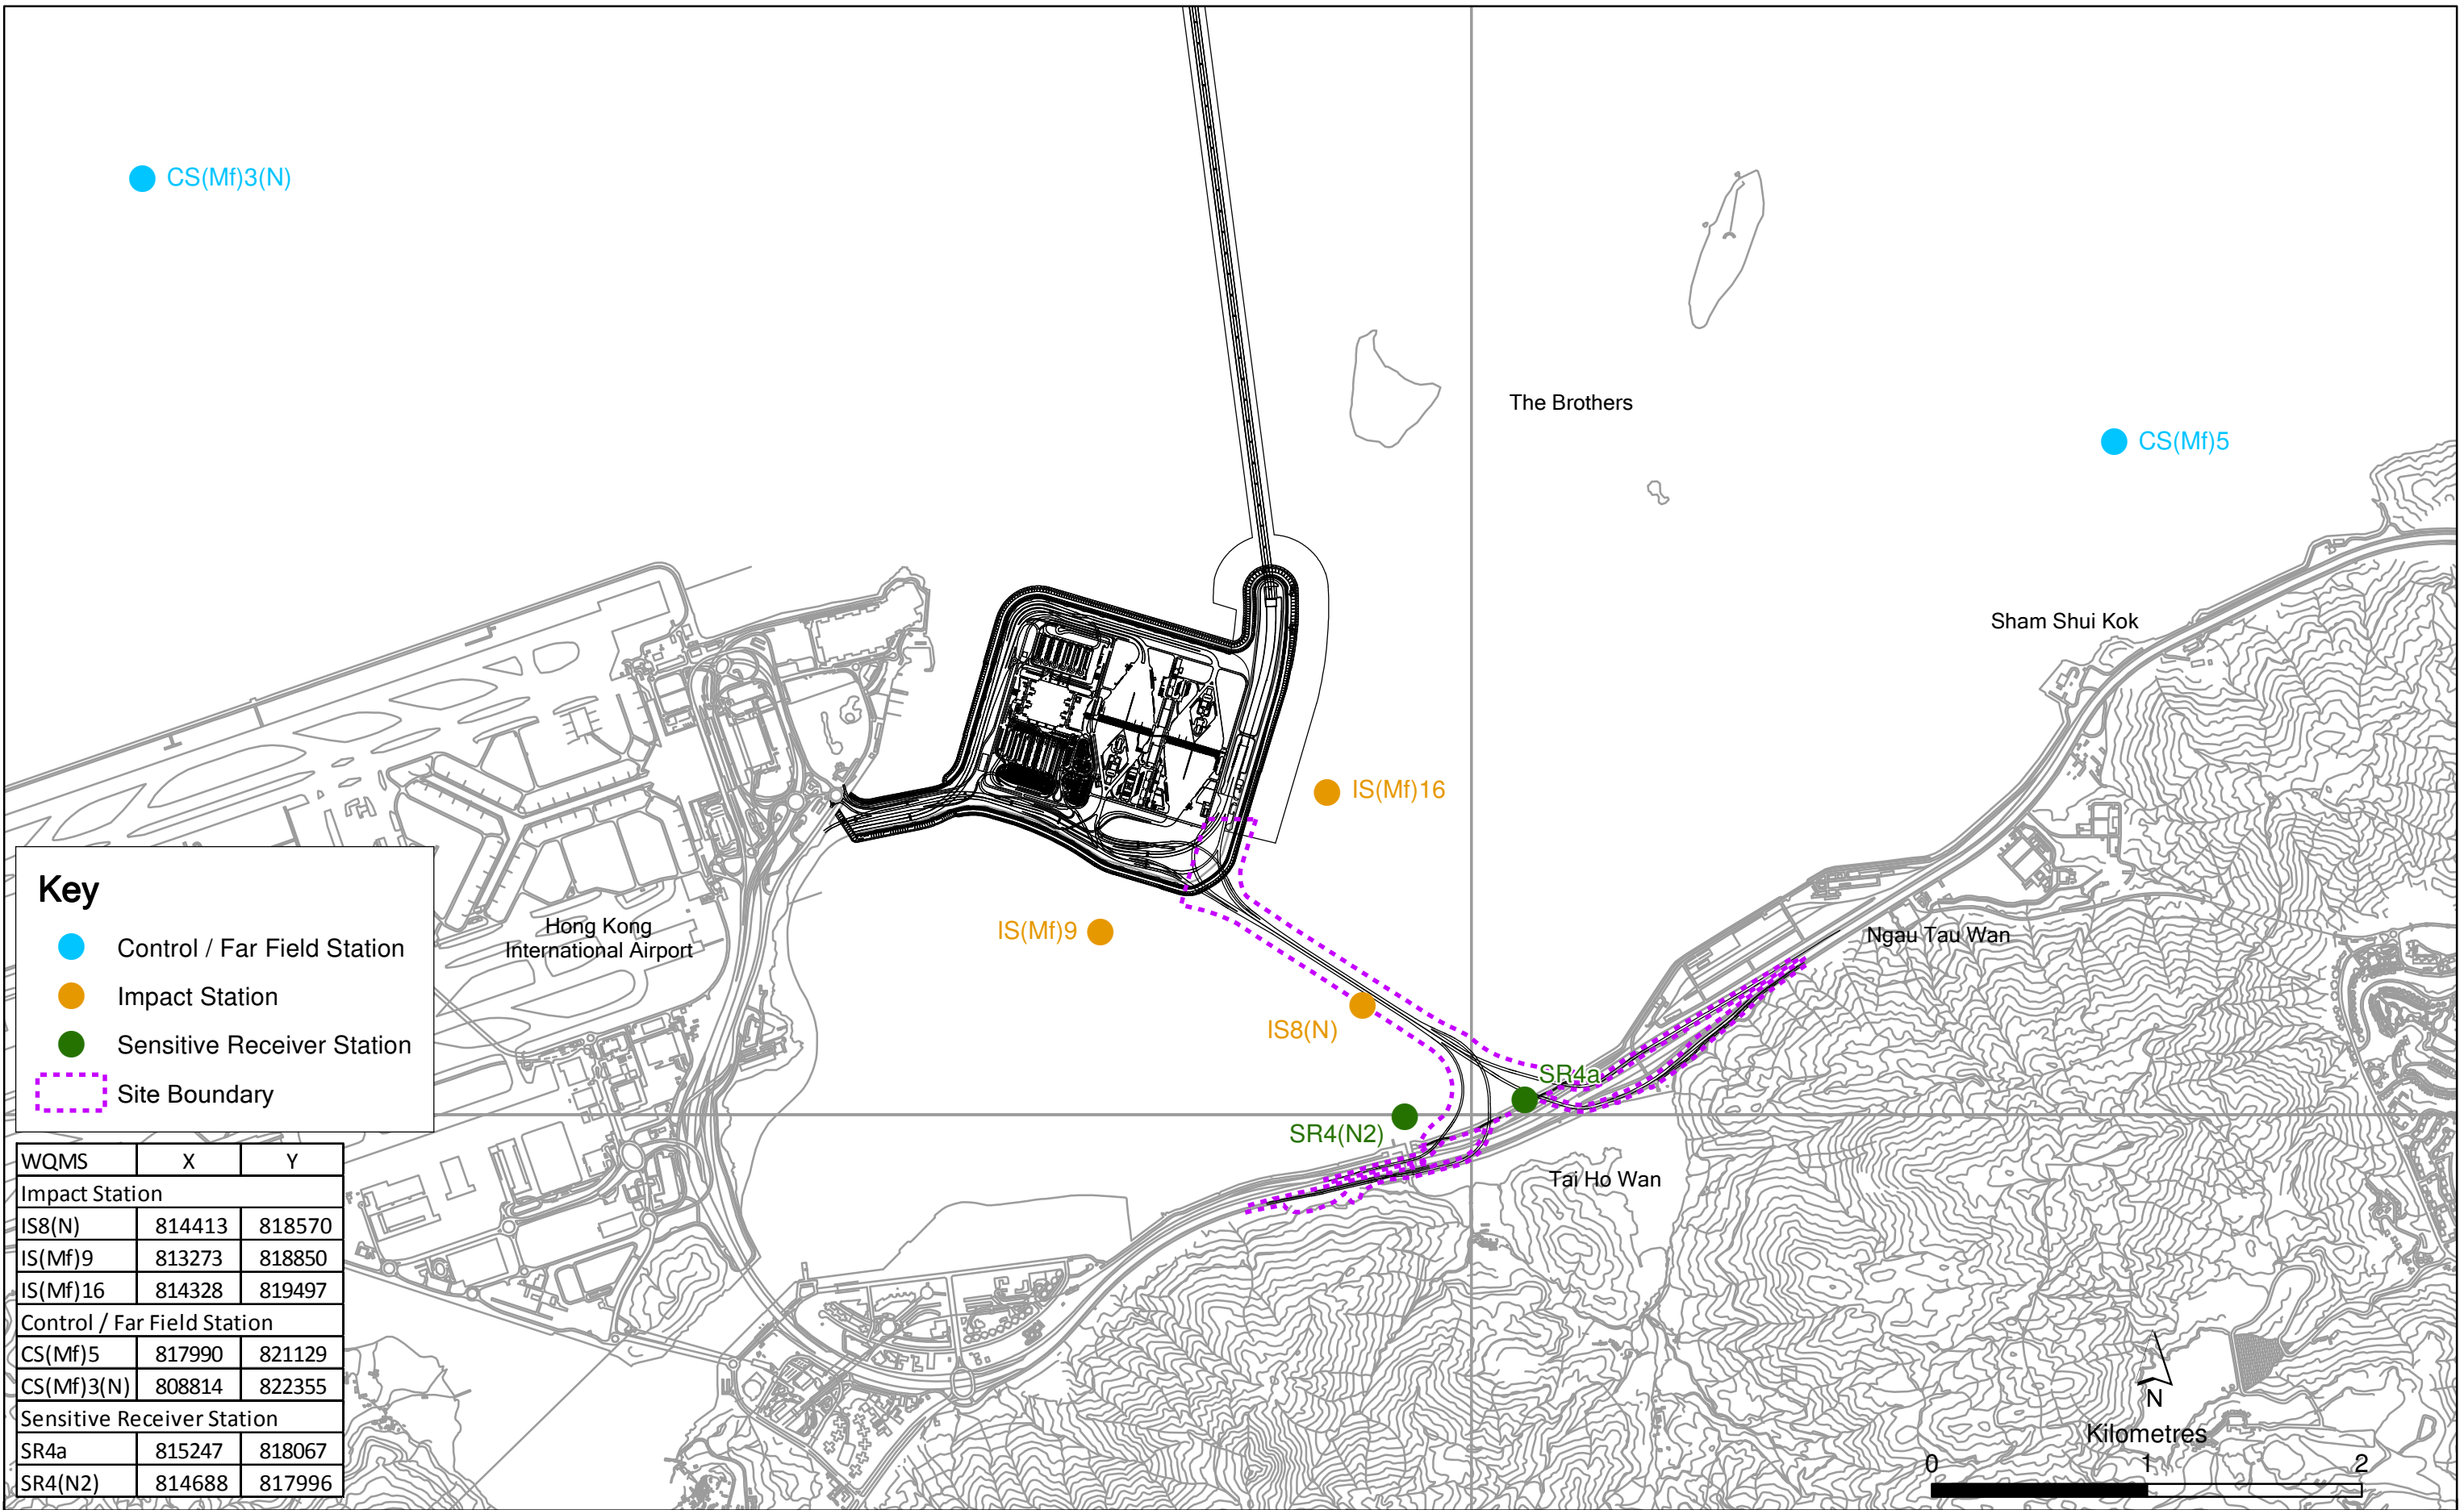 CS(Mf)3(N)
The Brothers
CS(Mf)5
Sham Shui Kok
IS(Mf)16
Key
Control / Far Field Station
Impact Station
Sensitive Receiver Station
Site Boundary
Hong Kong
International Airport
IS(Mf)9
Ngau Tau Wan
IS8(N)
SR4a
SR4(N2)
Tai Ho Wan
WQMS X Y
Impact Station
IS8(N) 814413 818570
IS(Mf)9 813273 818850
IS(Mf)16 814328 819497
Control / Far Field Station
CS(Mf)5 817990 821129
CS(Mf)3(N) 808814 822355
Sensitive Receiver Station
SR4a 815247 818067
SR4(N2) 814688 817996
N
Kilometres
0 1 2